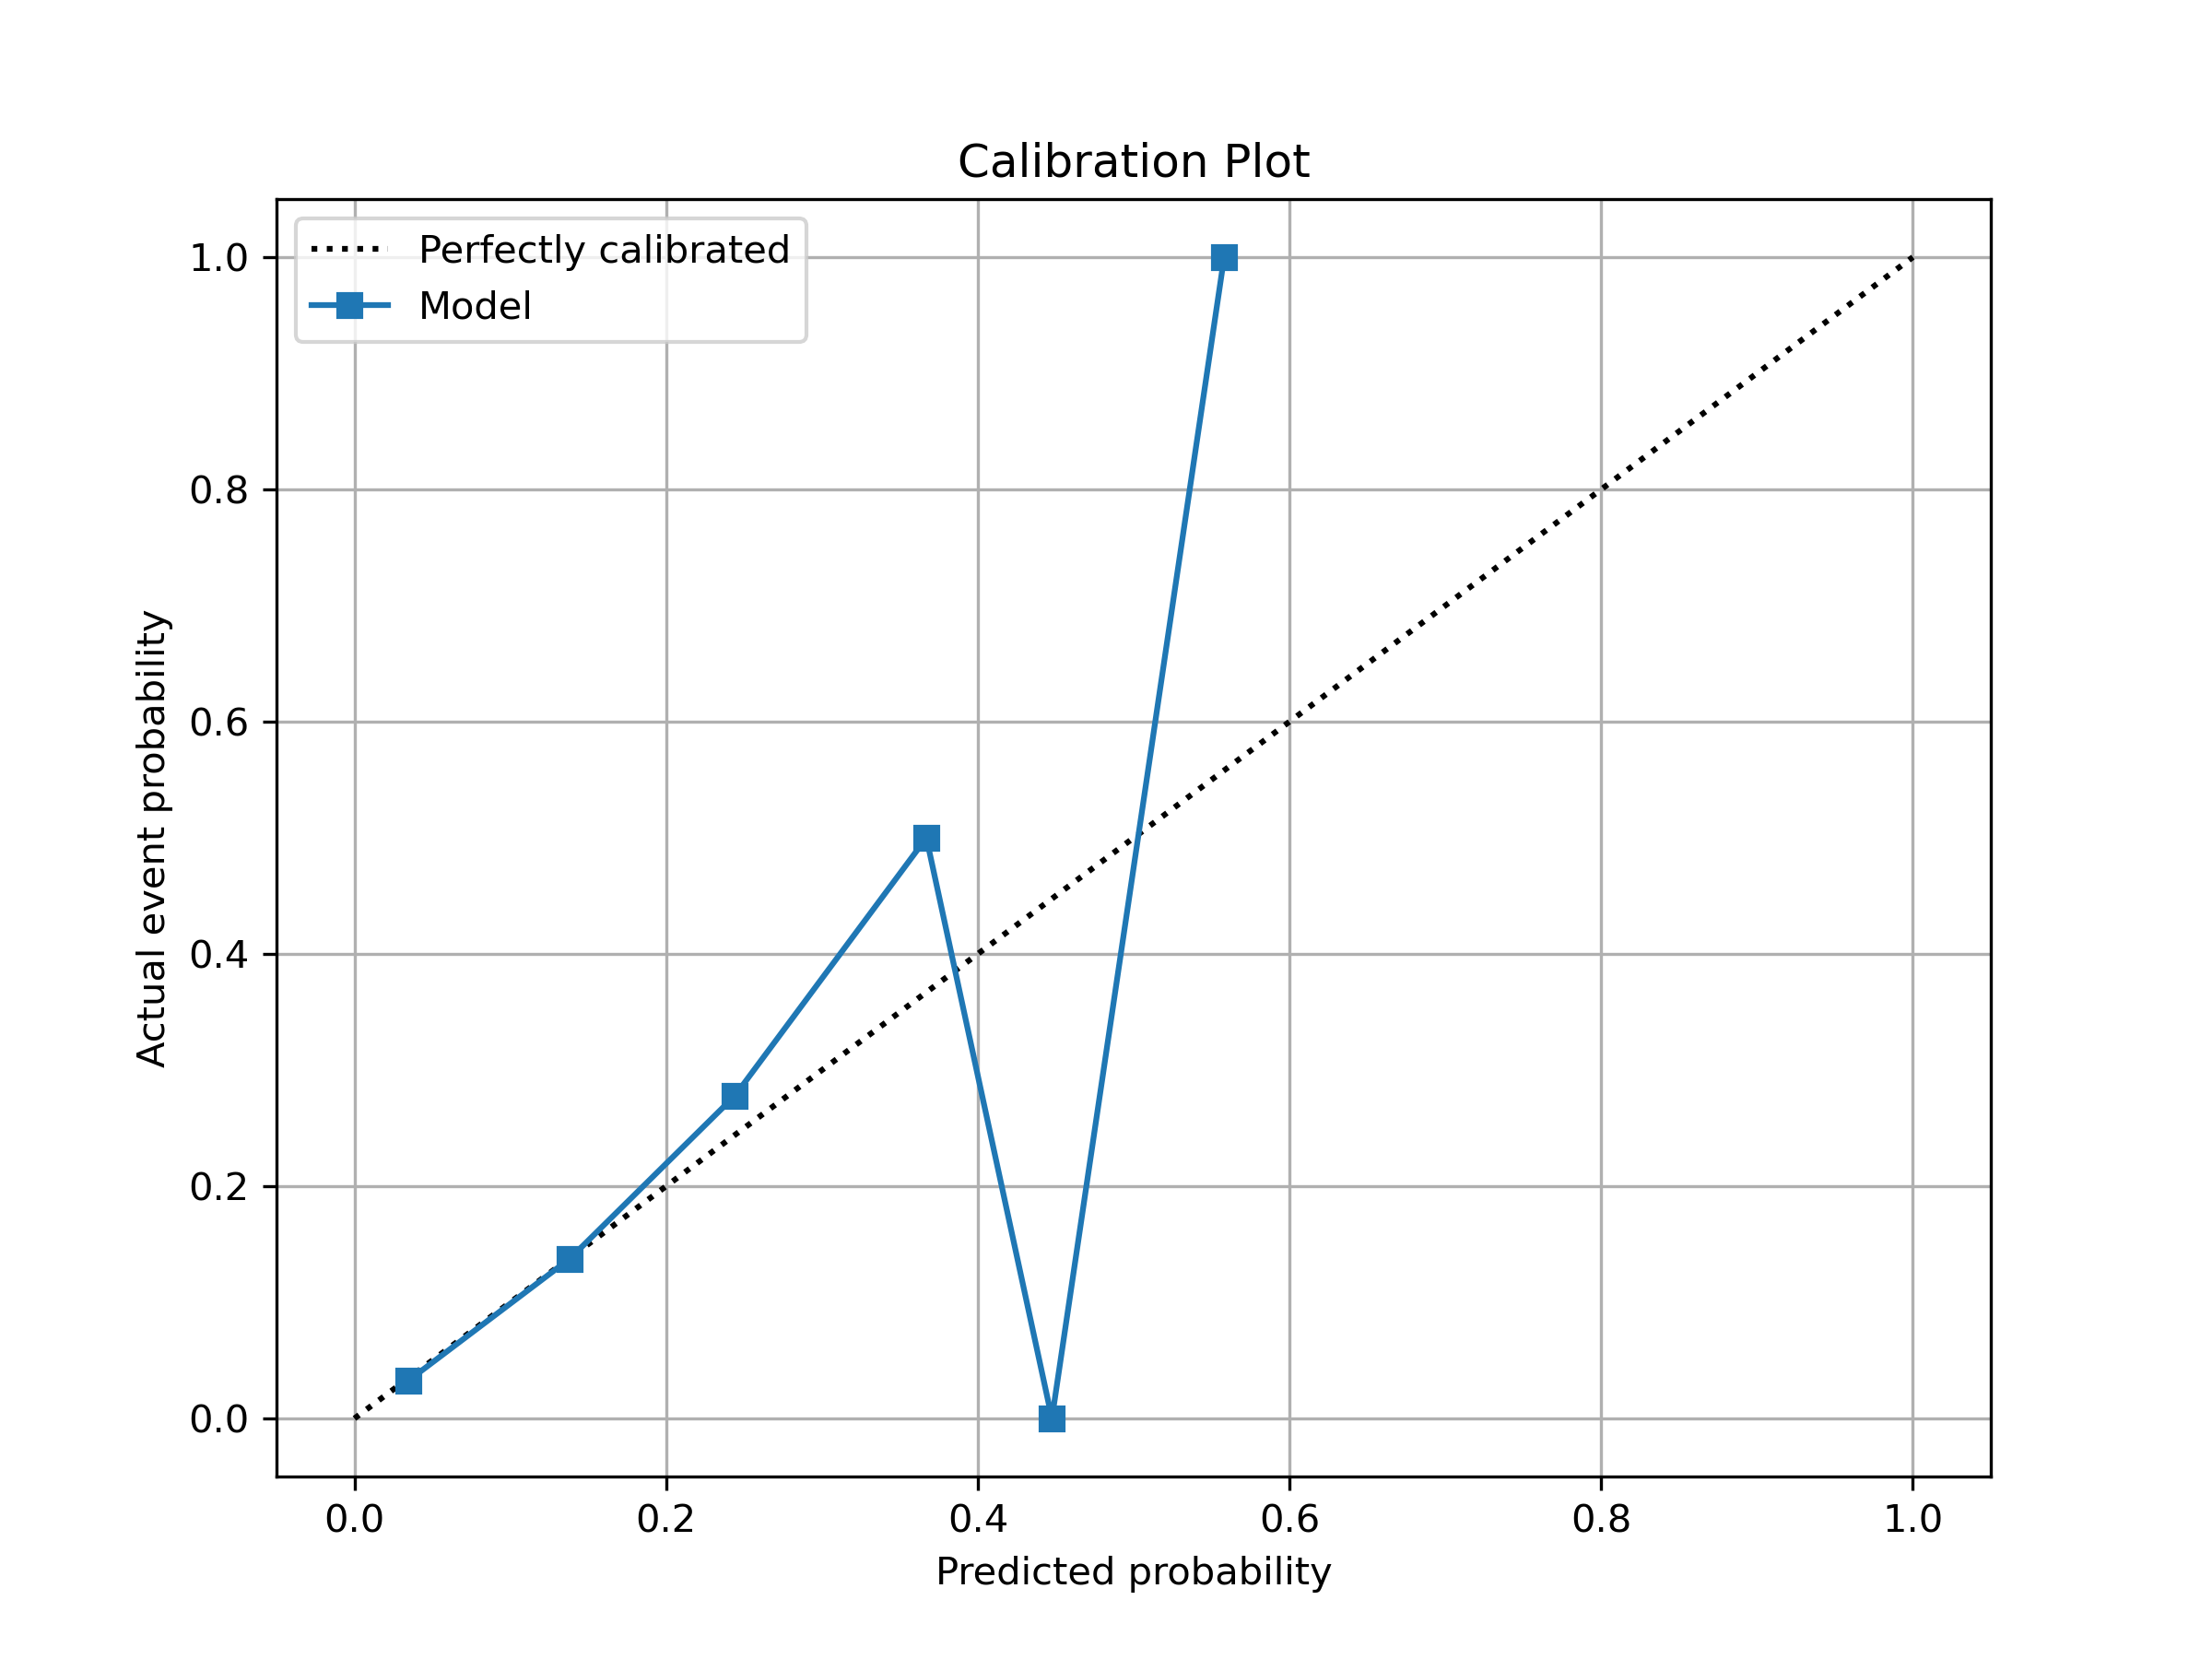 Calibration Plot
Perfectly calibrated
Model
1.0
0.8
0.6
0.4
0.2
0.0
Actual event probability
0.0 0.2 0.4 0.6 0.8 1.0
Predicted probability